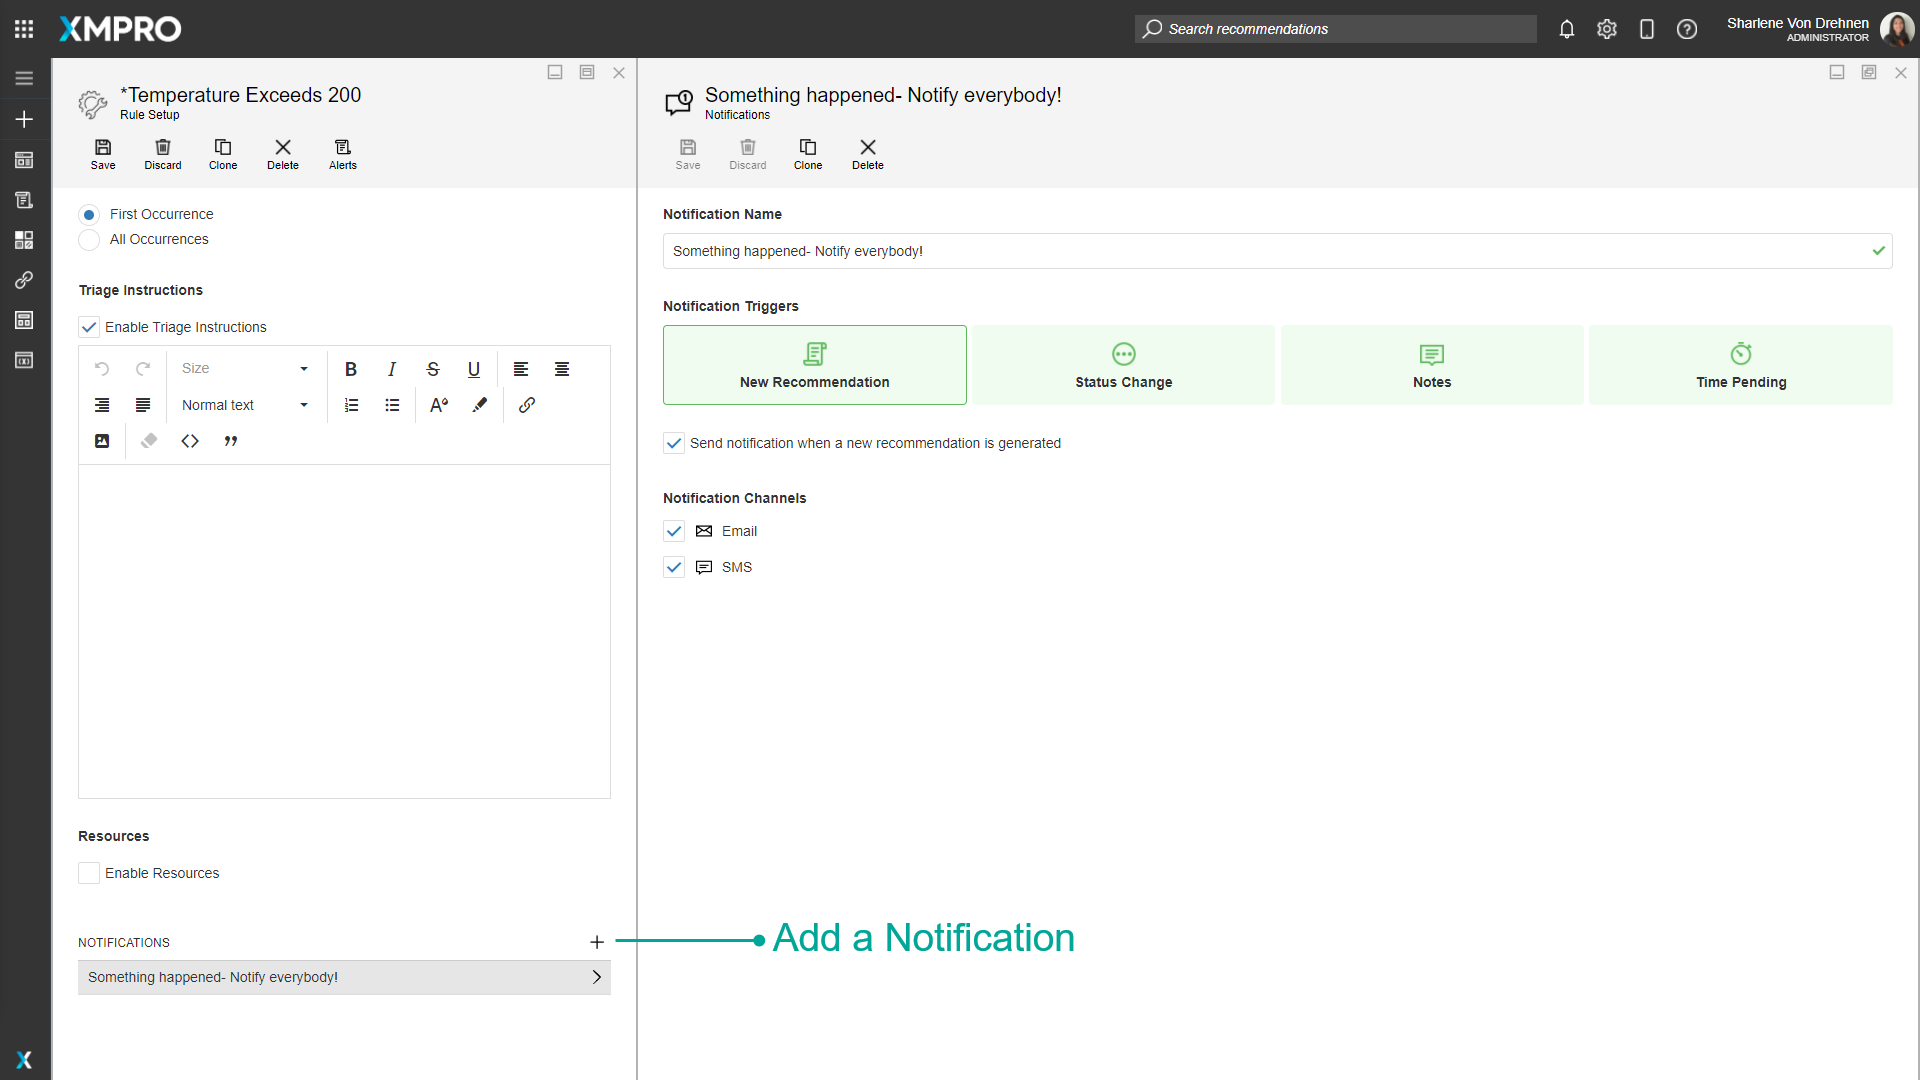 XMPRO
Search recommendations
Sharlene Von Drehnen
ADMINISTRATOR
*Temperature Exceeds 200
Rule Setup
Save
Discard
Clone
Delete
Alerts
First Occurrence
All Occurrences
Triage Instructions
Enable Triage Instructions
Size
B I S U
Normal text
Resources
Enable Resources
NOTIFICATIONS
Something happened- Notify everybody!
Something happened- Notify everybody!
Notifications
Save
Discard
Clone
Delete
Notification Name
Something happened- Notify everybody!
Notification Triggers
New Recommendation
Status Change
Notes
Time Pending
Send notification when a new recommendation is generated
Notification Channels
Email
SMS
Add a Notification